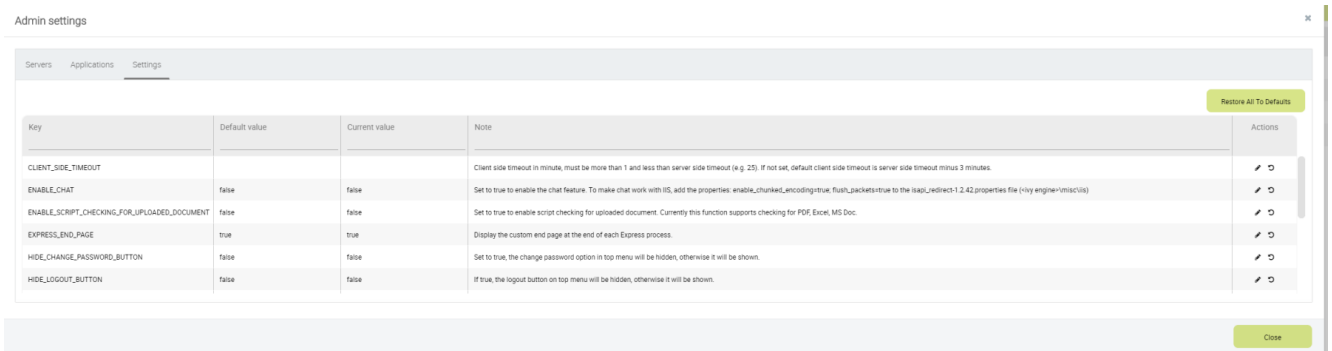 Admin settings
Servers Applications Settings
Restore All To Defaults
Key Default value Current value Note Actions
CLIENT_SIDE_TIMEOUT Client side timeout in minute, must be more than 1 and less than server side timeout (e.g. 25). If not set, default client side timeout is server side timeout minus 3 minutes.
ENABLE_CHAT false false Set to true to enable the chat feature. To make chat work with IIS, add the properties: enable_chunked_encoding=true; flush_packets=true to the isapi_redirect-1.2.42.properties file (<ivy engine>\misc\iis)
ENABLE_SCRIPT_CHECKING_FOR_UPLOADED_DOCUMENT false false Set to true to enable script checking for uploaded document. Currently this function supports checking for PDF, Excel, MS Doc.
EXPRESS_END_PAGE true true Display the custom end page at the end of each Express process.
HIDE_CHANGE_PASSWORD_BUTTON false false Set to true, the change password option in top menu will be hidden, otherwise it will be shown.
HIDE_LOGOUT_BUTTON false false If true, the logout button on top menu will be hidden, otherwise it will be shown.
Close